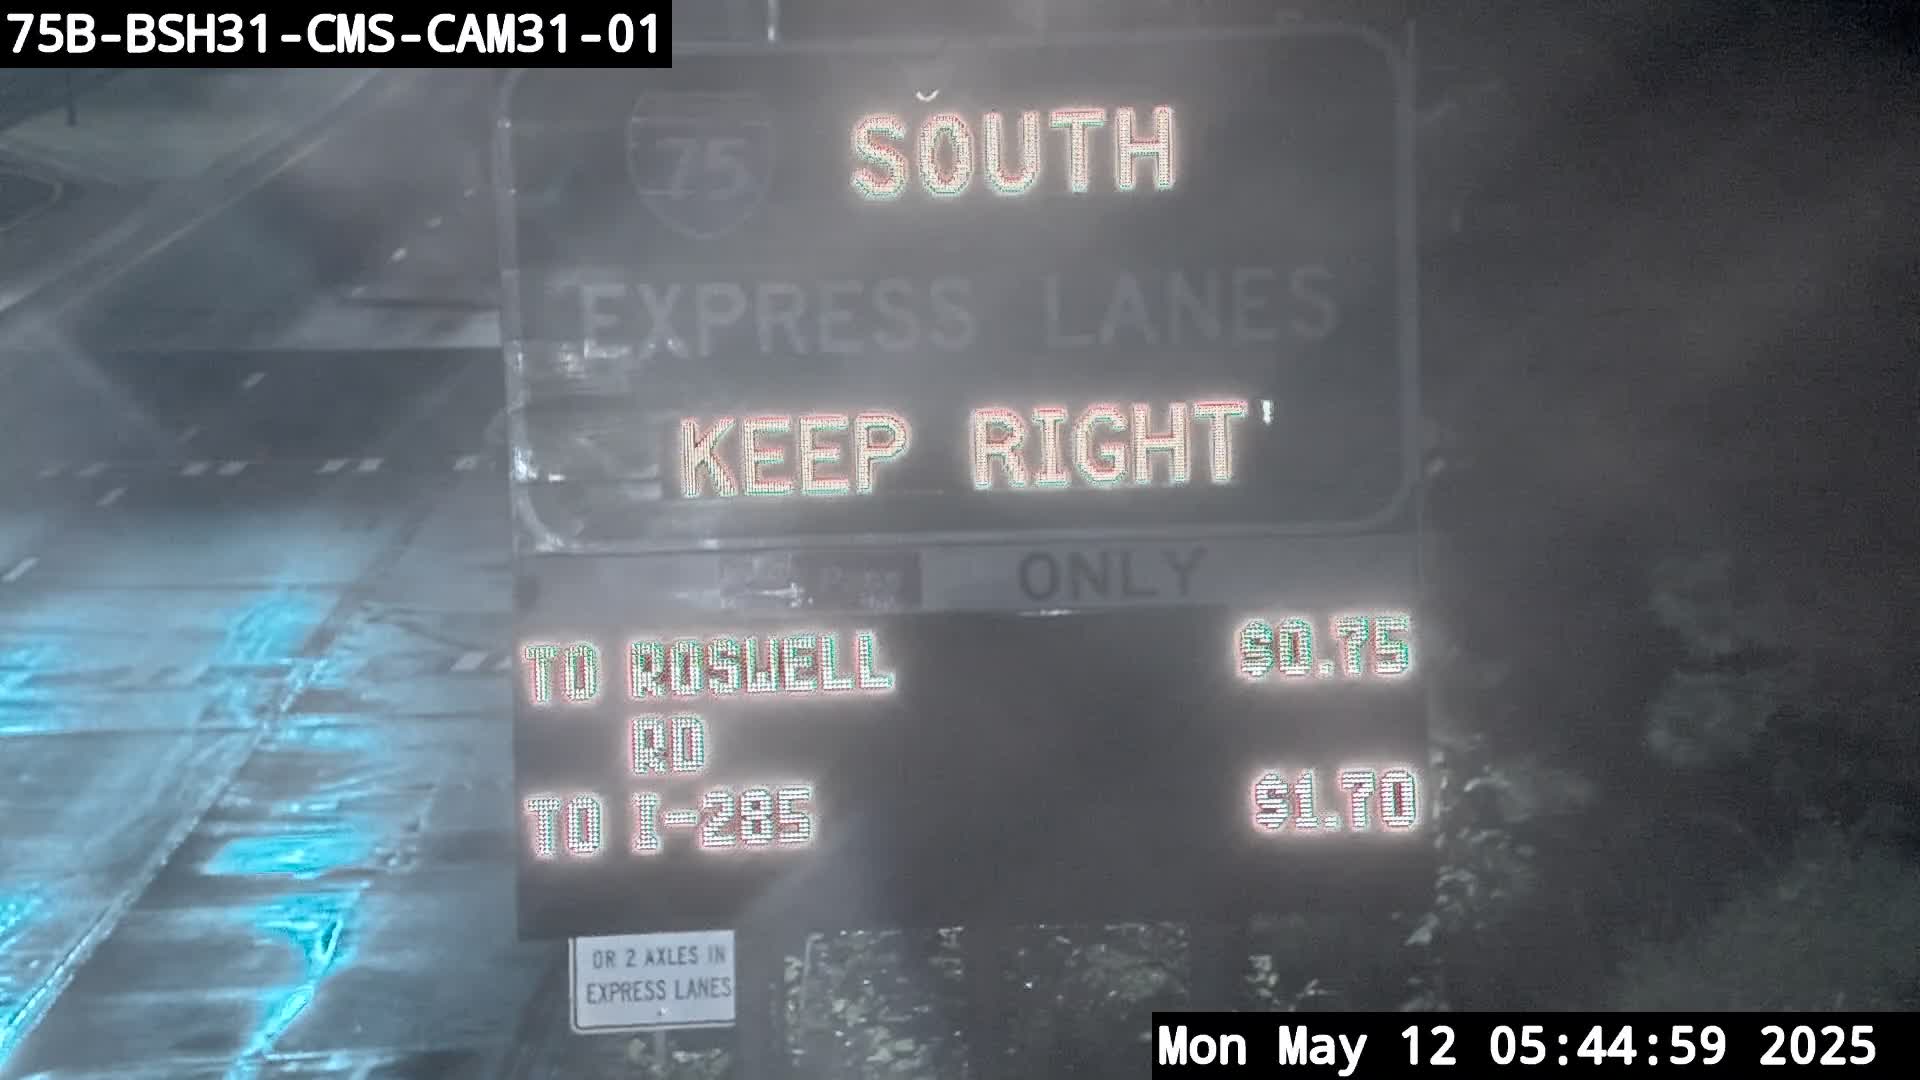 75B-BSH31-CMS-CAM31-01
75 SOUTH
EXPRESS LANES
KEEP RIGHT
ONLY
TO ROSWELL $0.75
RD
TO I-285 $1.70
OR 2 AXLES IN
EXPRESS LANES
Mon May 12 05:44:59 2025